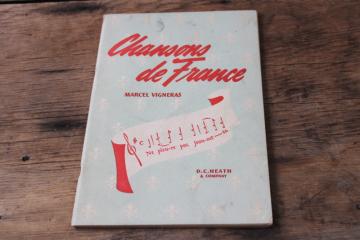 Chansons
de France
MARCEL VIGNERAS
D.C. HEATH
& COMPANY